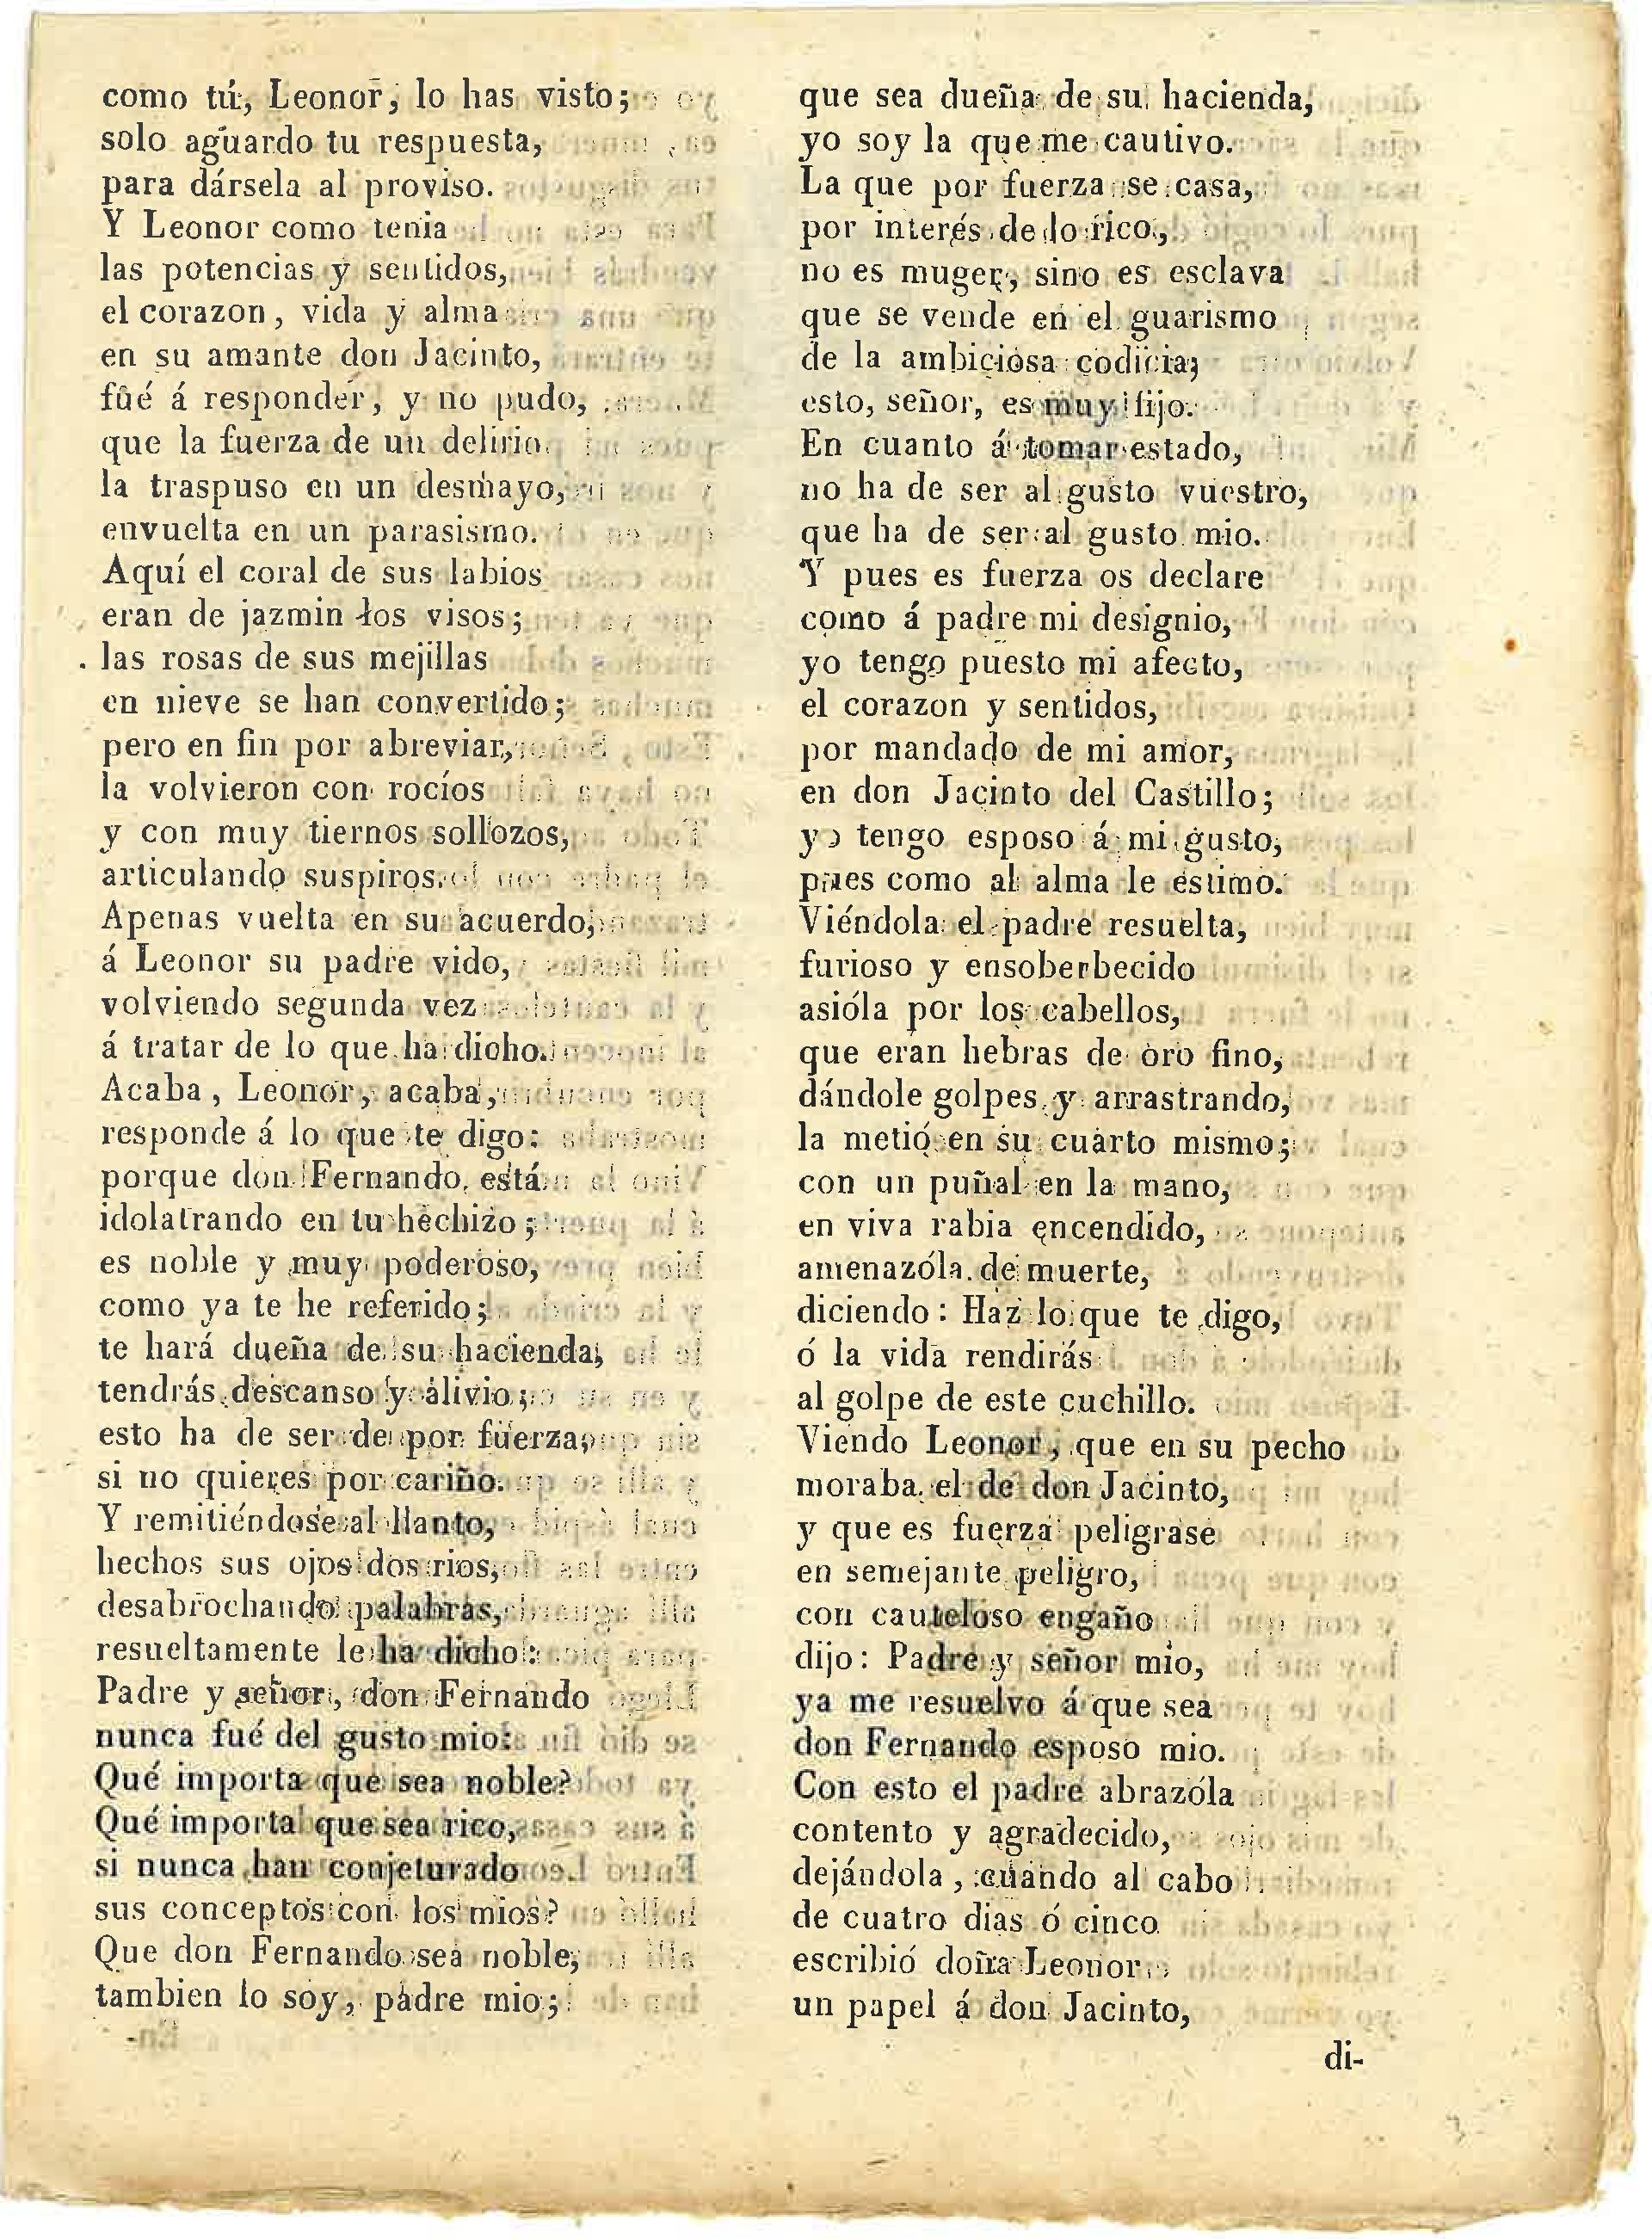 como tú, Leonor, lo has visto;
solo aguardo tu respuesta,
para dársela al proviso.
Y Leonor como tenia
las potencias y sentidos,
el corazon, vida y alma
en su amante don Jacinto,
fué á responder, y no pudo,
que la fuerza de un delirio
la traspuso en un desmayo,
envuelta en un parasismo.
Aquí el coral de sus labios
eran de jazmin los visos;
las rosas de sus mejillas
en nieve se han convertido;
pero en fin por abreviar,
la volvieron con rocíos
y con muy tiernos sollozos,
articulando suspiros.
Apenas vuelta en su acuerdo,
á Leonor su padre vido,
volviendo segunda vez
á tratar de lo que ha dicho.
Acaba, Leonor, acaba,
responde á lo que te digo:
porque don Fernando está
idolatrando en tu hechizo;
es noble y muy poderoso,
como ya te he referido;
te hará dueña de su hacienda,
tendrás descanso y alivio;
esto ha de ser de por fuerza,
si no quieres por cariño.
Y remitiéndose al llanto,
hechos sus ojos dos rios,
desabrochando palabras,
resueltamente le ha dicho:
Padre y señor, don Fernando
nunca fué del gusto mio:
Qué importa que sea noble?
Qué importa que sea rico,
si nunca han conjeturado
sus conceptos con los mios?
Que don Fernando sea noble,
tambien lo soy, padre mio;
que sea dueña de su hacienda,
yo soy la que me cautivo.
La que por fuerza se casa,
por interés de lo rico,
no es muger, sino es esclava
que se vende en el guarismo
de la ambiciosa codicia;
esto, señor, es muy fijo.
En cuanto á tomar estado,
no ha de ser al gusto vuestro,
que ha de ser al gusto mio.
Y pues es fuerza os declare
como á padre mi designio,
yo tengo puesto mi afecto,
el corazon y sentidos,
por mandado de mi amor,
en don Jacinto del Castillo;
yo tengo esposo á mi gusto,
pues como al alma le estimo.
Viéndola el padre resuelta,
furioso y ensoberbecido
asióla por los cabellos,
que eran hebras de oro fino,
dándole golpes y arrastrando,
la metió en su cuarto mismo;
con un puñal en la mano,
en viva rabia encendido,
amenazóla de muerte,
diciendo: Haz lo que te digo,
ó la vida rendirás
al golpe de este cuchillo.
Viendo Leonor, que en su pecho
moraba el de don Jacinto,
y que es fuerza peligrase
en semejante peligro,
con cauteloso engaño
dijo: Padre y señor mio,
ya me resuelvo á que sea
don Fernando esposo mio.
Con esto el padre abrazóla
contento y agradecido,
dejándola, cuando al cabo
de cuatro dias ó cinco
escribió doña Leonor
un papel á don Jacinto,
di-